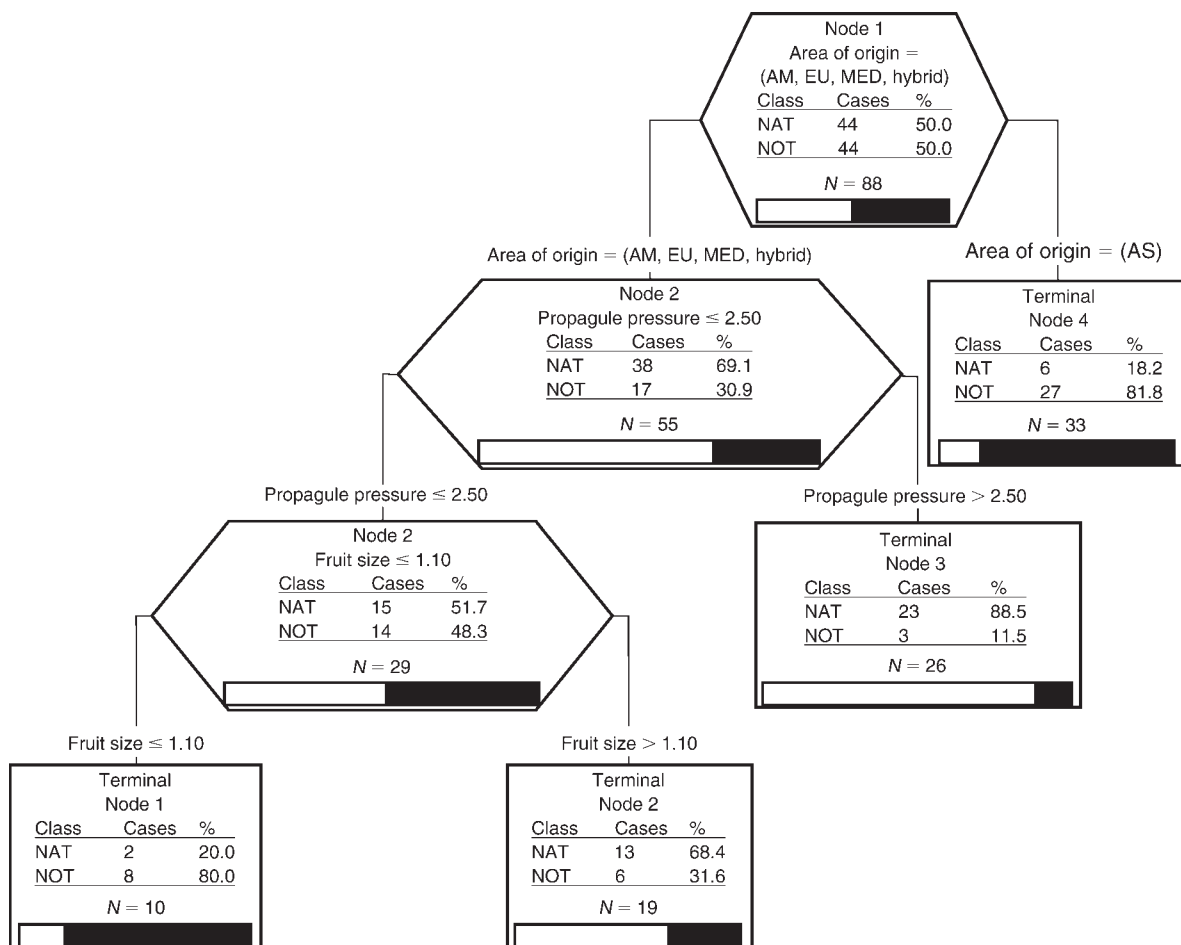 Node 1
Area of origin =
(AM, EU, MED, hybrid)
Class Cases %
NAT 44 50.0
NOT 44 50.0
N = 88
Area of origin = (AM, EU, MED, hybrid)
Area of origin = (AS)
Node 2
Propagule pressure ≤ 2.50
Class Cases %
NAT 38 69.1
NOT 17 30.9
N = 55
Terminal
Node 4
Class Cases %
NAT 6 18.2
NOT 27 81.8
N = 33
Propagule pressure ≤ 2.50
Propagule pressure > 2.50
Node 2
Fruit size ≤ 1.10
Class Cases %
NAT 15 51.7
NOT 14 48.3
N = 29
Terminal
Node 3
Class Cases %
NAT 23 88.5
NOT 3 11.5
N = 26
Fruit size ≤ 1.10
Fruit size > 1.10
Terminal
Node 1
Class Cases %
NAT 2 20.0
NOT 8 80.0
N = 10
Terminal
Node 2
Class Cases %
NAT 13 68.4
NOT 6 31.6
N = 19